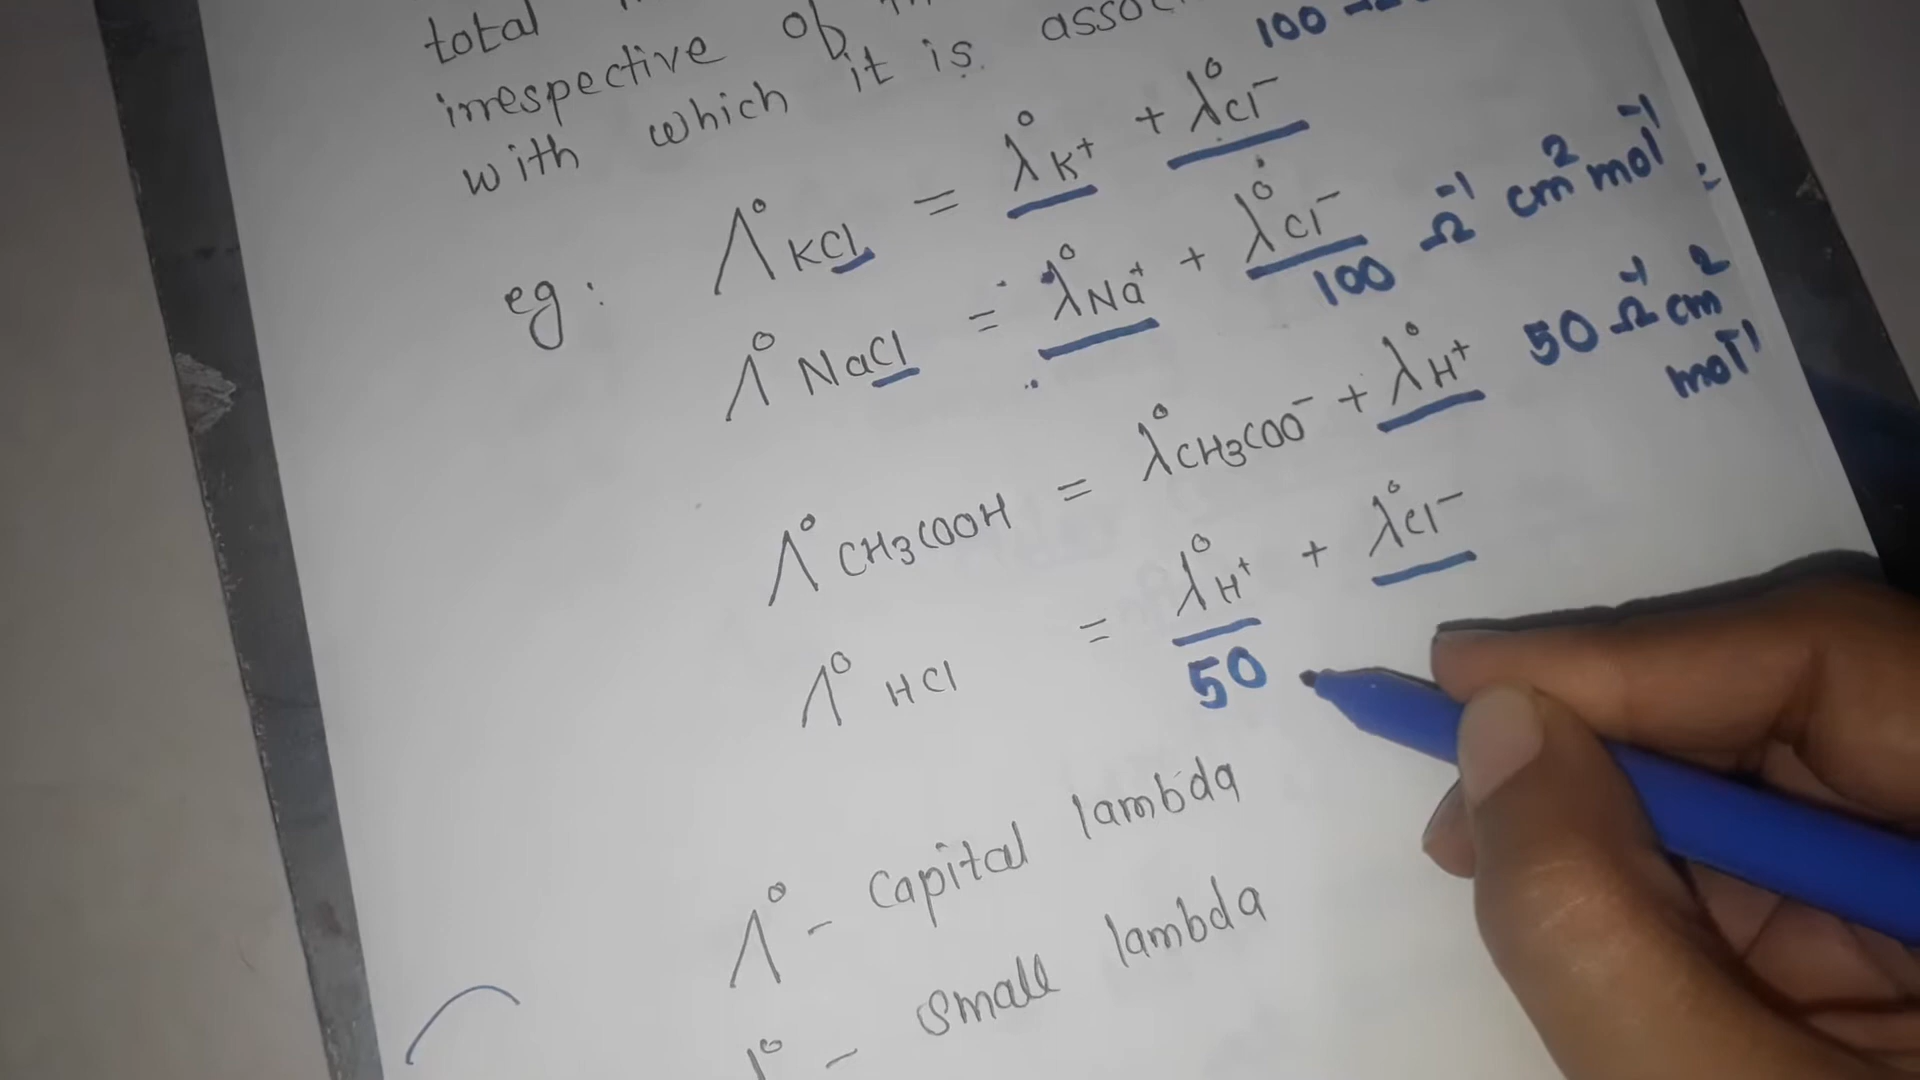 total
irrespective of
with which it is
100
eg: Λ°KCl = λ°K⁺ + λ°Cl⁻
Λ°NaCl = λ°Na⁺ + λ°Cl⁻
100 Ω⁻¹ cm² mol⁻¹
Λ°CH3COOH = λ°CH3COO⁻ + λ°H⁺
50 Ω⁻¹ cm²
mol⁻¹
Λ°HCl = λ°H⁺ + λ°Cl⁻
50
Λ° - Capital lambda
λ° - Small lambda